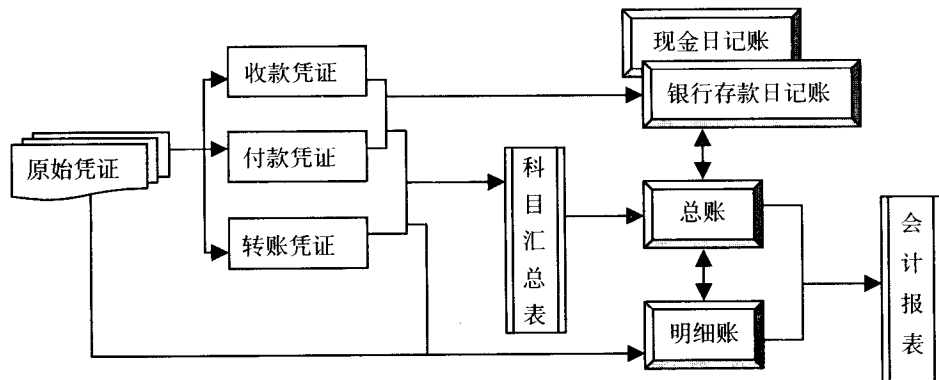 现金日记账
银行存款日记账
收款凭证
付款凭证
转账凭证
原始凭证
科目汇总表
总账
明细账
会计报表